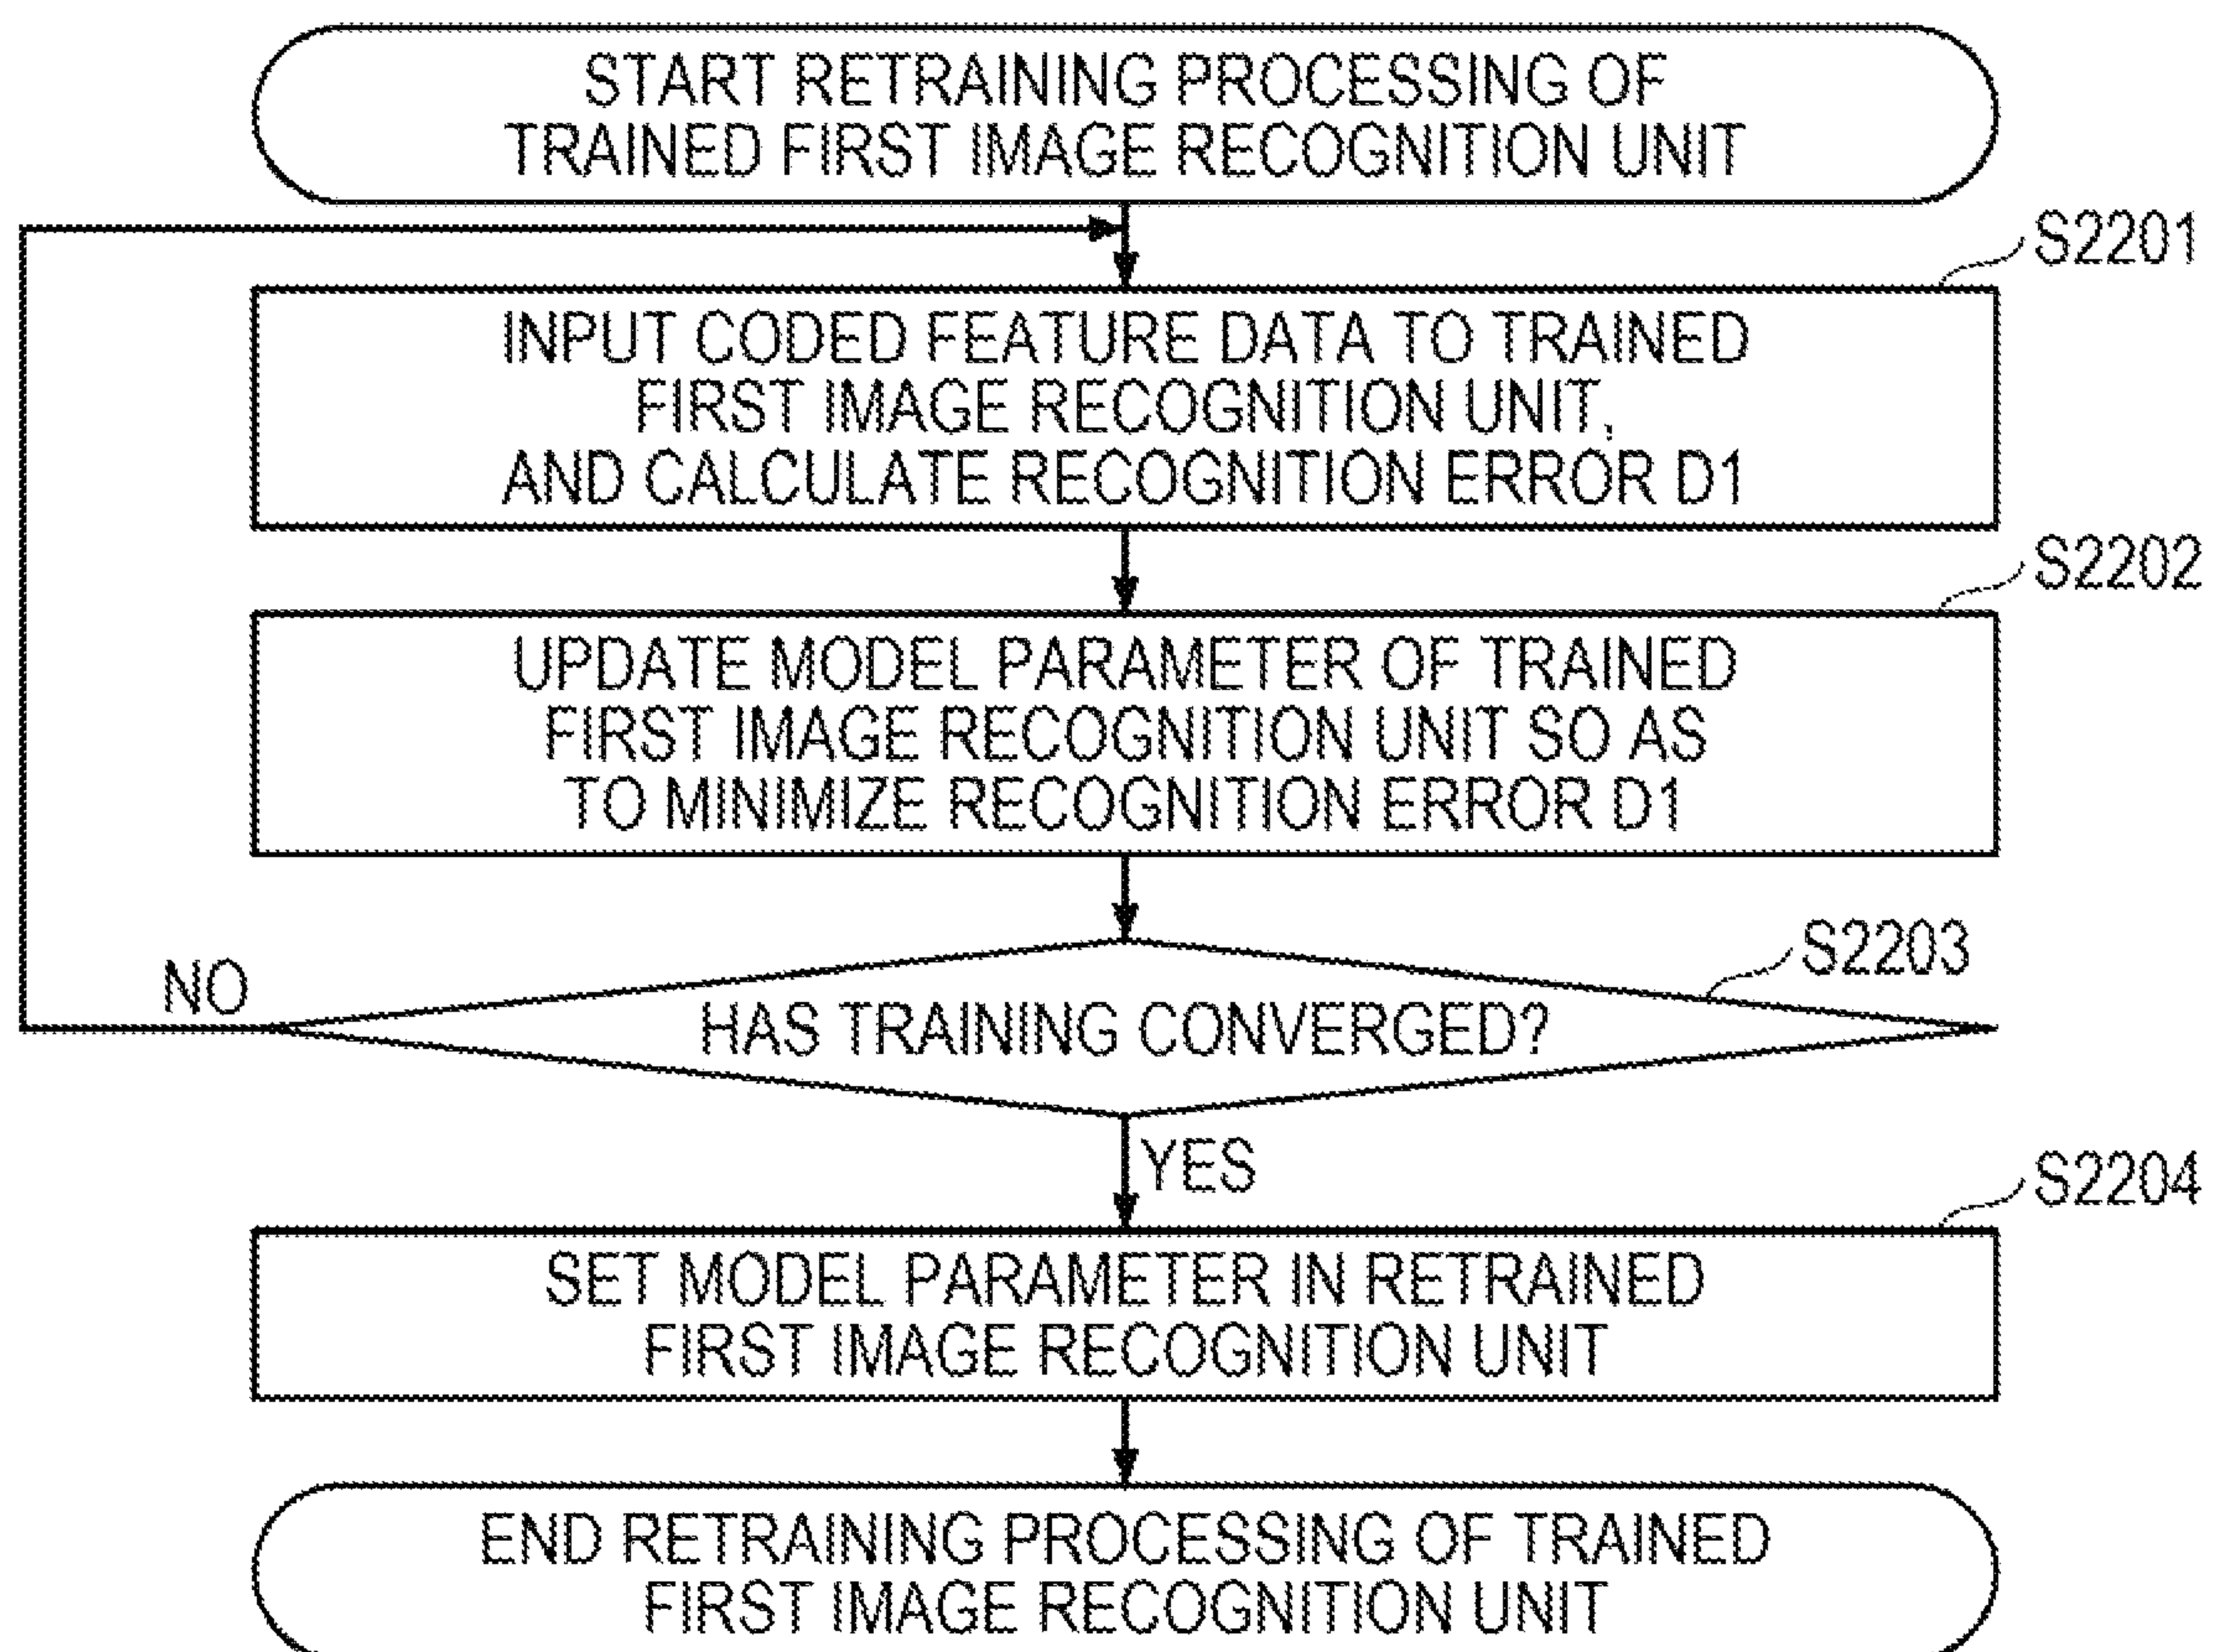 START RETRAINING PROCESSING OF
TRAINED FIRST IMAGE RECOGNITION UNIT
S2201
INPUT CODED FEATURE DATA TO TRAINED
FIRST IMAGE RECOGNITION UNIT,
AND CALCULATE RECOGNITION ERROR D1
S2202
UPDATE MODEL PARAMETER OF TRAINED
FIRST IMAGE RECOGNITION UNIT SO AS
TO MINIMIZE RECOGNITION ERROR D1
S2203
NO
HAS TRAINING CONVERGED?
YES
S2204
SET MODEL PARAMETER IN RETRAINED
FIRST IMAGE RECOGNITION UNIT
END RETRAINING PROCESSING OF TRAINED
FIRST IMAGE RECOGNITION UNIT